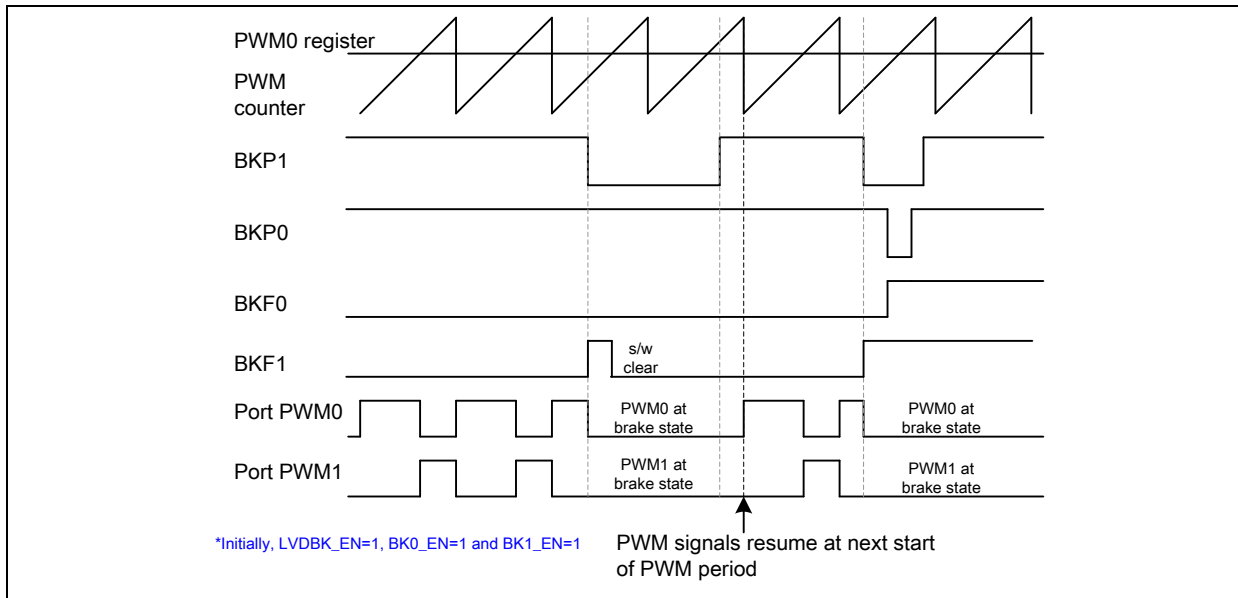 PWM0 register
PWM
counter
BKP1
BKP0
BKF0
BKF1
s/w
clear
Port PWM0
PWM0 at
brake state
PWM0 at
brake state
Port PWM1
PWM1 at
brake state
PWM1 at
brake state
*Initially, LVDBK_EN=1, BK0_EN=1 and BK1_EN=1
PWM signals resume at next start
of PWM period